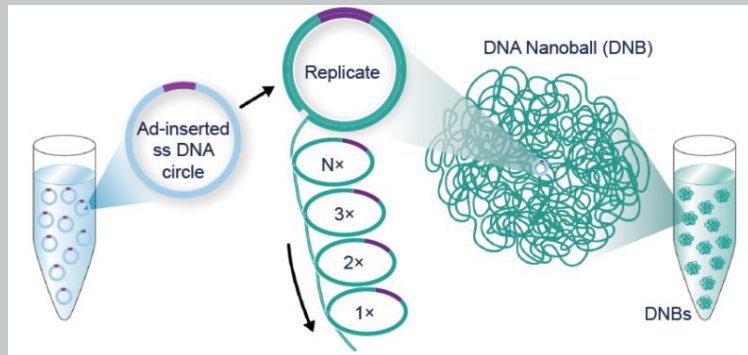 Ad-inserted
ss DNA
circle
Replicate
N×
3×
2×
1×
DNA Nanoball (DNB)
DNBs